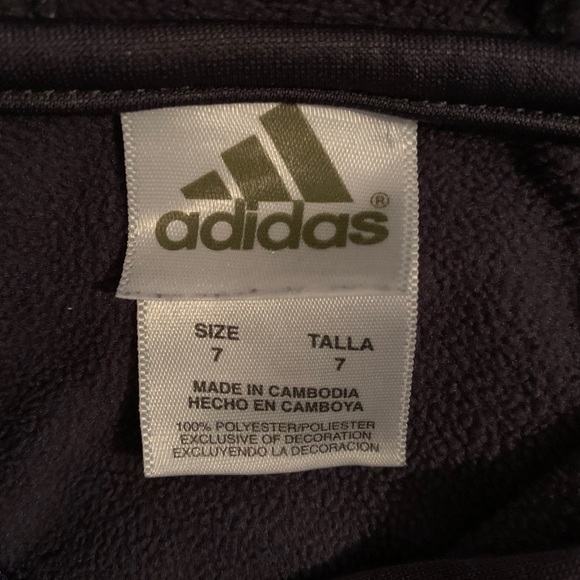 adidas®
SIZE TALLA
7 7
MADE IN CAMBODIA
HECHO EN CAMBOYA
100% POLYESTER/POLIESTER
EXCLUSIVE OF DECORATION
EXCLUYENDO LA DECORACION